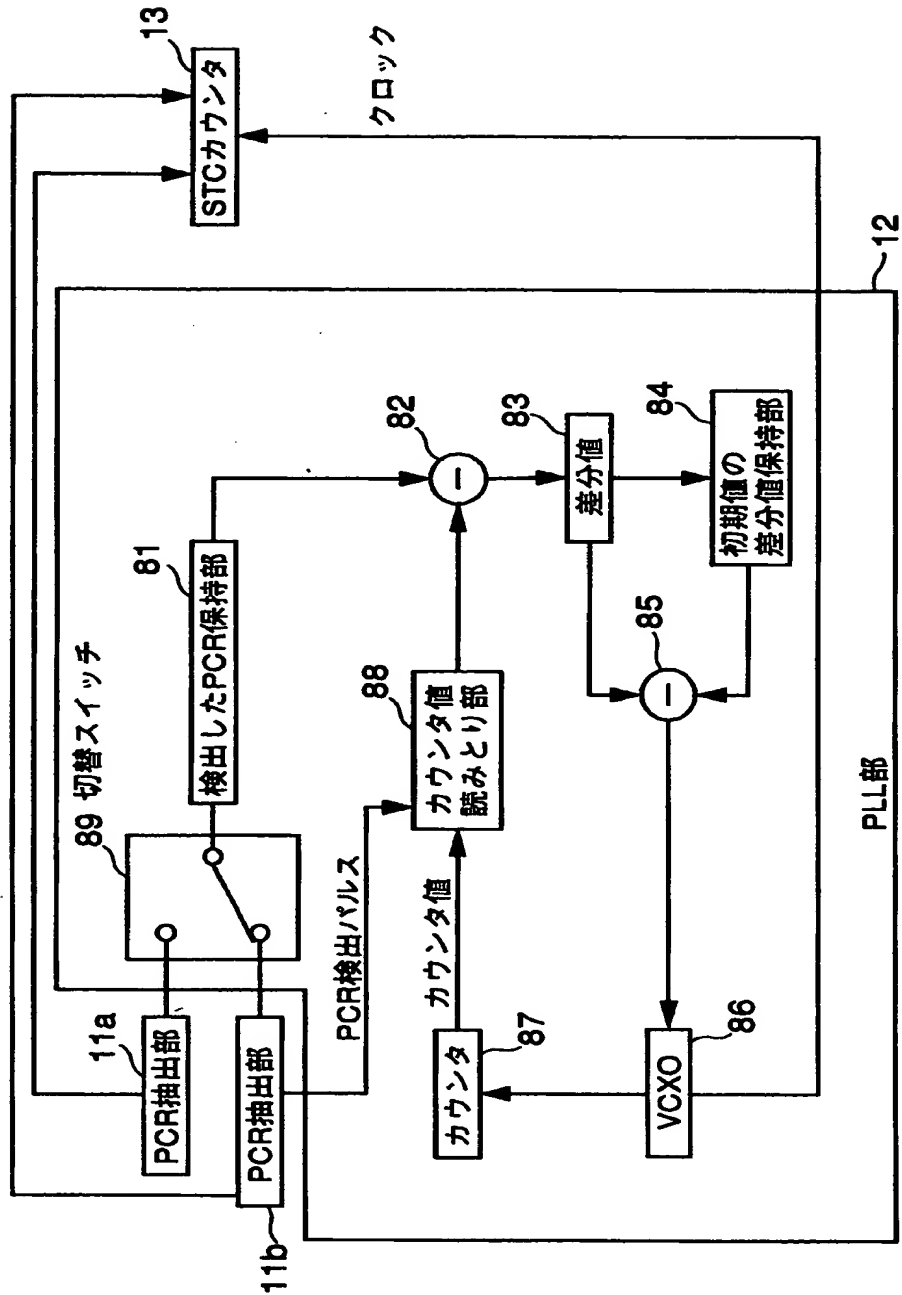 13
STCカウンタ
クロック
11a
PCR抽出部
PCR抽出部
11b
89 切替スイッチ
81
検出したPCR保持部
PCR検出パルス
82
−
88
カウンタ値
読みとり部
カウンタ値
カウンタ
87
83
差分値
84
初期値の
差分値保持部
85
−
VCXO
86
12
PLL部